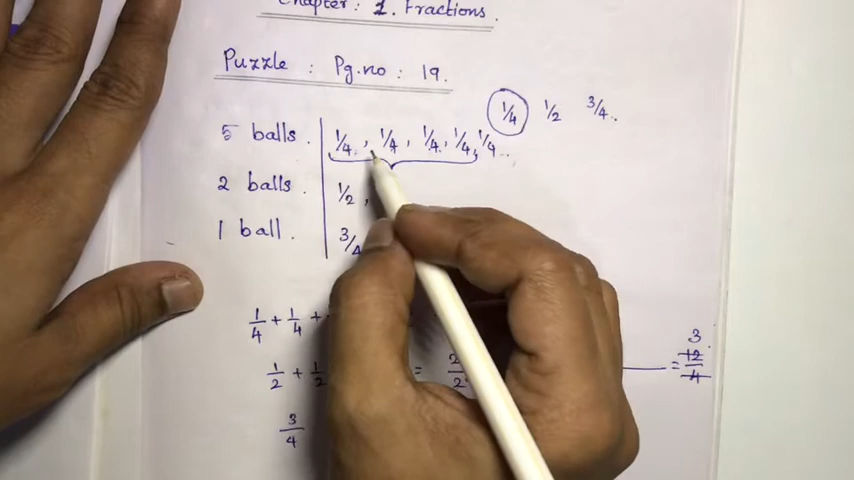 Chapter : 1. Fractions.
Puzzle : Pg.no : 19.
1/4 1/2 3/4.
5 balls. 1/4, 1/4, 1/4, 1/4, 1/4.
2 balls. 1/2,
1 ball. 3/4
1/4 + 1/4 +
3
1/2 + 1/2 = = 12/4
3/4